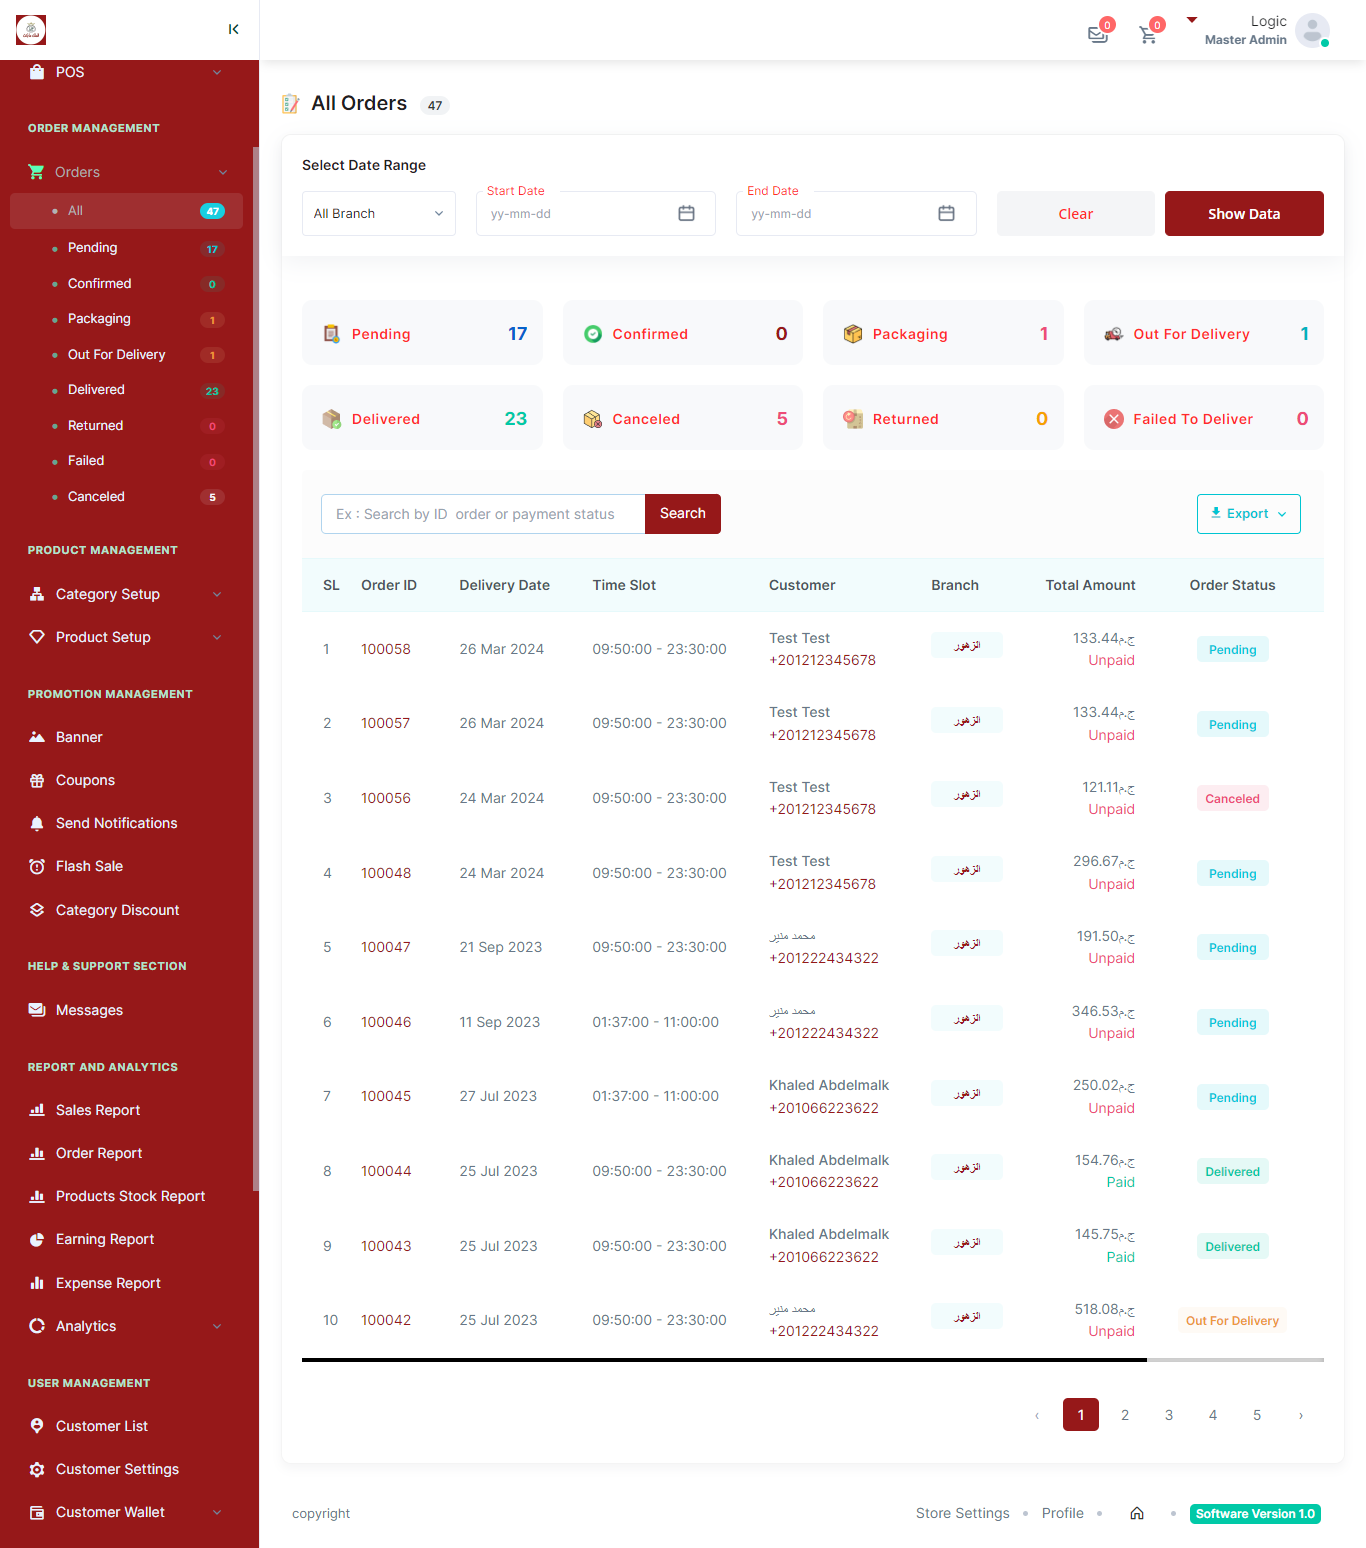 0
0
Logic
Master Admin
POS
ORDER MANAGEMENT
Orders
All 47
Pending 17
Confirmed 0
Packaging 1
Out For Delivery 1
Delivered 23
Returned 0
Failed 0
Canceled 5
PRODUCT MANAGEMENT
Category Setup
Product Setup
PROMOTION MANAGEMENT
Banner
Coupons
Send Notifications
Flash Sale
Category Discount
HELP & SUPPORT SECTION
Messages
REPORT AND ANALYTICS
Sales Report
Order Report
Products Stock Report
Earning Report
Expense Report
Analytics
USER MANAGEMENT
Customer List
Customer Settings
Customer Wallet
All Orders 47
Select Date Range
All Branch
Start Date
yy-mm-dd
End Date
yy-mm-dd
Clear
Show Data
Pending 17
Confirmed 0
Packaging 1
Out For Delivery 1
Delivered 23
Canceled 5
Returned 0
Failed To Deliver 0
Ex : Search by ID order or payment status
Search
Export
SL Order ID Delivery Date Time Slot Customer Branch Total Amount Order Status
1 100058 26 Mar 2024 09:50:00 - 23:30:00 Test Test +201212345678 الزهور 133.44ج.م Unpaid Pending
2 100057 26 Mar 2024 09:50:00 - 23:30:00 Test Test +201212345678 الزهور 133.44ج.م Unpaid Pending
3 100056 24 Mar 2024 09:50:00 - 23:30:00 Test Test +201212345678 الزهور 121.11ج.م Unpaid Canceled
4 100048 24 Mar 2024 09:50:00 - 23:30:00 Test Test +201212345678 الزهور 296.67ج.م Unpaid Pending
5 100047 21 Sep 2023 09:50:00 - 23:30:00 محمد منير +201222434322 الزهور 191.50ج.م Unpaid Pending
6 100046 11 Sep 2023 01:37:00 - 11:00:00 محمد منير +201222434322 الزهور 346.53ج.م Unpaid Pending
7 100045 27 Jul 2023 01:37:00 - 11:00:00 Khaled Abdelmalk +201066223622 الزهور 250.02ج.م Unpaid Pending
8 100044 25 Jul 2023 09:50:00 - 23:30:00 Khaled Abdelmalk +201066223622 الزهور 154.76ج.م Paid Delivered
9 100043 25 Jul 2023 09:50:00 - 23:30:00 Khaled Abdelmalk +201066223622 الزهور 145.75ج.م Paid Delivered
10 100042 25 Jul 2023 09:50:00 - 23:30:00 محمد منير +201222434322 الزهور 518.08ج.م Unpaid Out For Delivery
‹ 1 2 3 4 5 ›
copyright
Store Settings • Profile • • Software Version 1.0